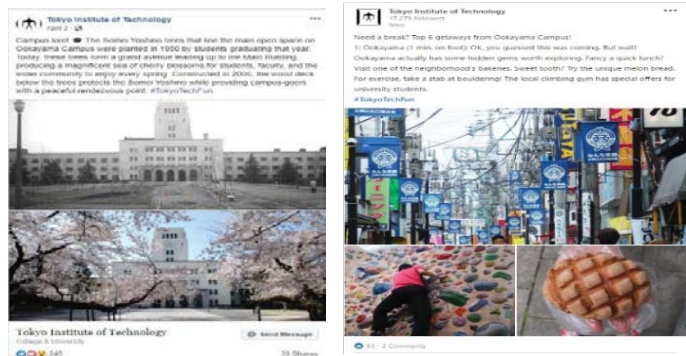 Tokyo Institute of Technology
Campus lore! The Somei Yoshino trees that line the main open space on
Ookayama Campus were planted in 1950 by students graduating that year.
Today, these trees form a grand avenue leading up to the Main Building,
producing a magnificent sea of cherry blossoms for students, faculty, and the
wider community to enjoy every spring. Constructed in 2006, the wood deck
below the trees protects the Somei Yoshino while providing campus-goers
with a peaceful rendezvous point. #TokyoTechFun
Tokyo Institute of Technology
College & University
Send Message
245
39 Shares
Tokyo Institute of Technology
17,279 followers
Need a break? Top 6 getaways from Ookayama Campus!
1: Ookayama (1 min. on foot): OK, you guessed this was coming. But wait!
Ookayama actually has some hidden gems worth exploring. Fancy a quick lunch?
Visit one of the neighborhood's bakeries. Sweet tooth? Try the unique melon bread.
For exercise, take a stab at bouldering! The local climbing gym has special offers for
university students.
#TokyoTechFun
2 Comments